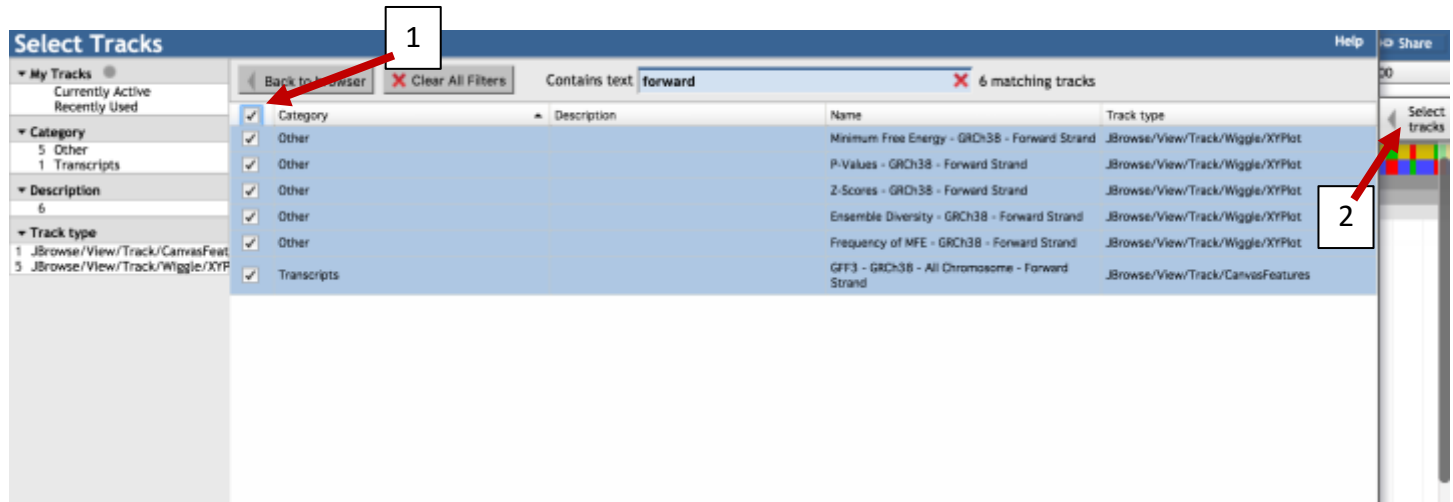 1
Select Tracks
Help
Share
My Tracks
Currently Active
Recently Used
Category
5 Other
1 Transcripts
Description
6
Track type
1 JBrowse/View/Track/CanvasFeat
5 JBrowse/View/Track/Wiggle/XYP
Back to browser
Clear All Filters
Contains text forward
6 matching tracks
Category Description Name Track type
Other Minimum Free Energy - GRCh38 - Forward Strand JBrowse/View/Track/Wiggle/XYPlot
Other P-Values - GRCh38 - Forward Strand JBrowse/View/Track/Wiggle/XYPlot
Other Z-Scores - GRCh38 - Forward Strand JBrowse/View/Track/Wiggle/XYPlot
Other Ensemble Diversity - GRCh38 - Forward Strand JBrowse/View/Track/Wiggle/XYPlot
Other Frequency of MFE - GRCh38 - Forward Strand JBrowse/View/Track/Wiggle/XYPlot
Transcripts GFF3 - GRCh38 - All Chromosome - Forward
Strand JBrowse/View/Track/CanvasFeatures
00
Select
tracks
2